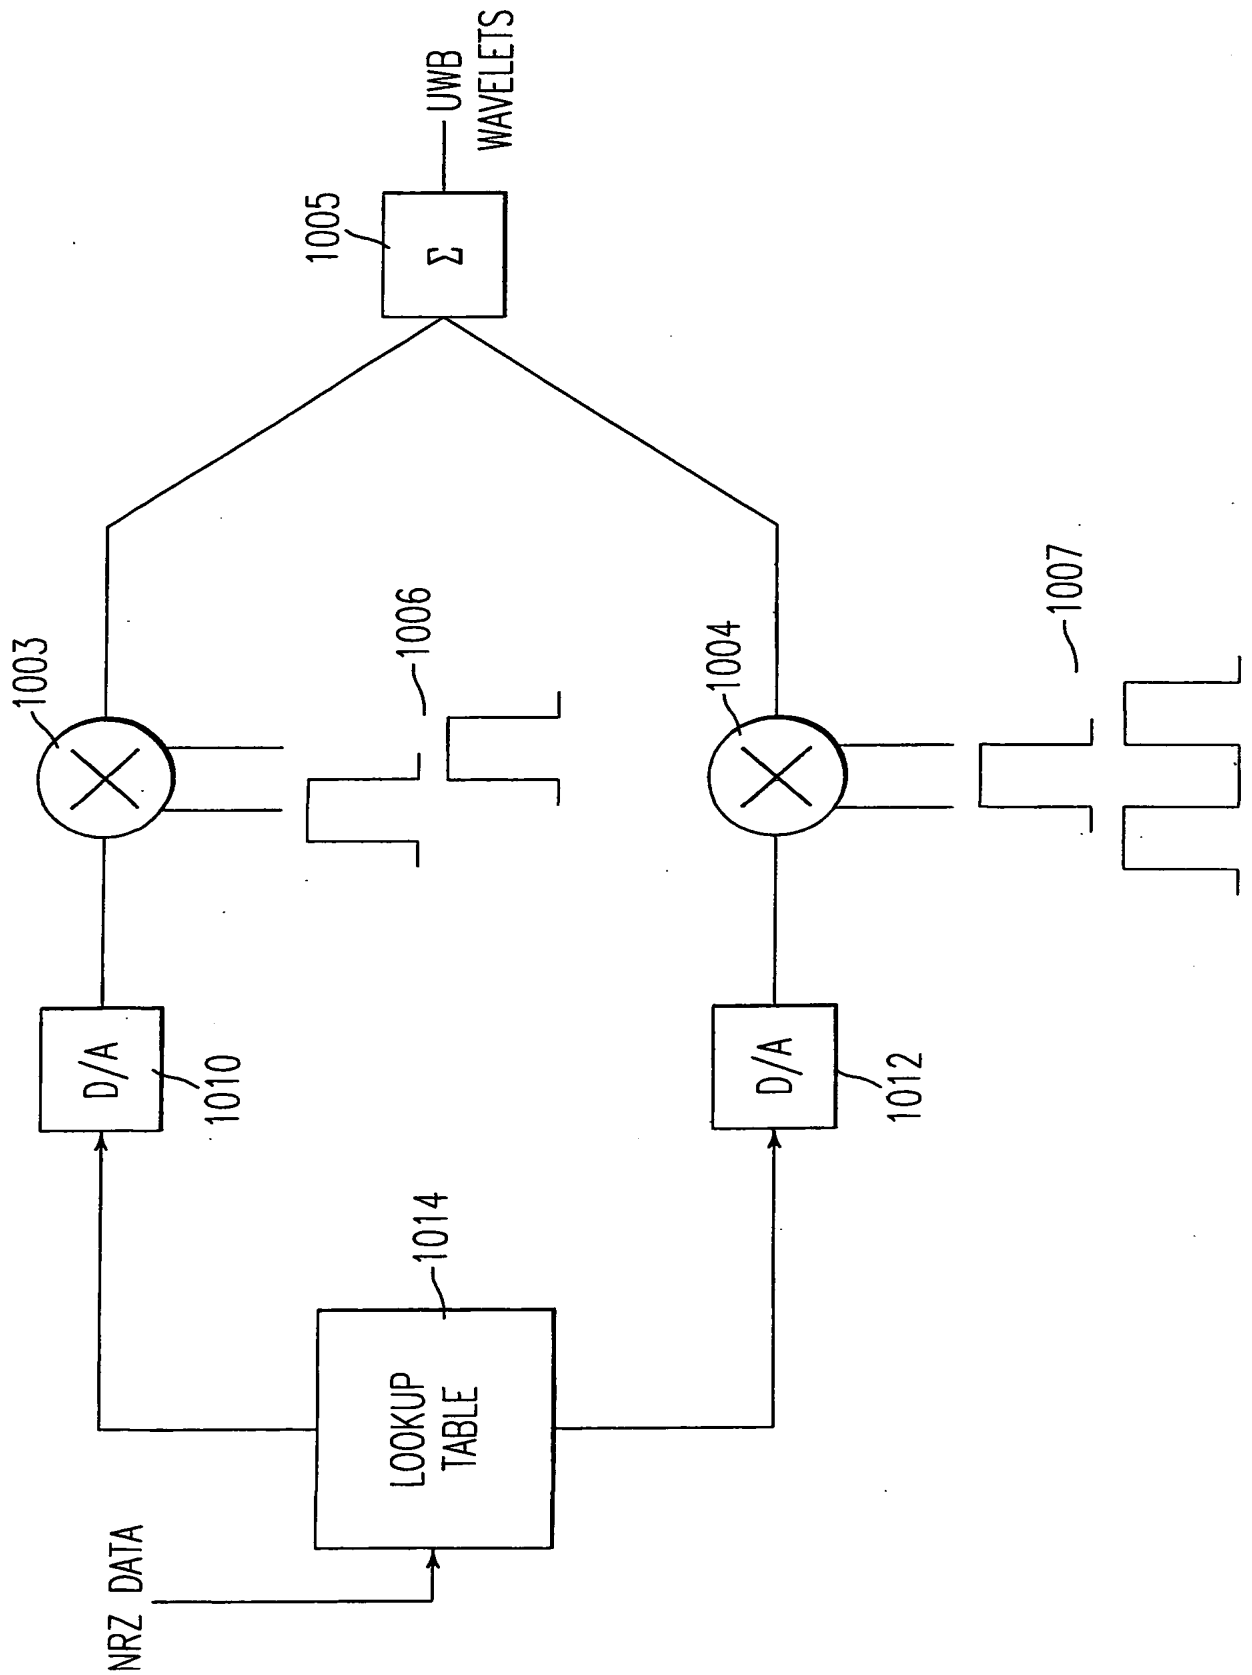 NRZ DATA
LOOKUP
TABLE
1014
D/A
1010
D/A
1012
1003
1006
1004
1007
1005
Σ
UWB
WAVELETS